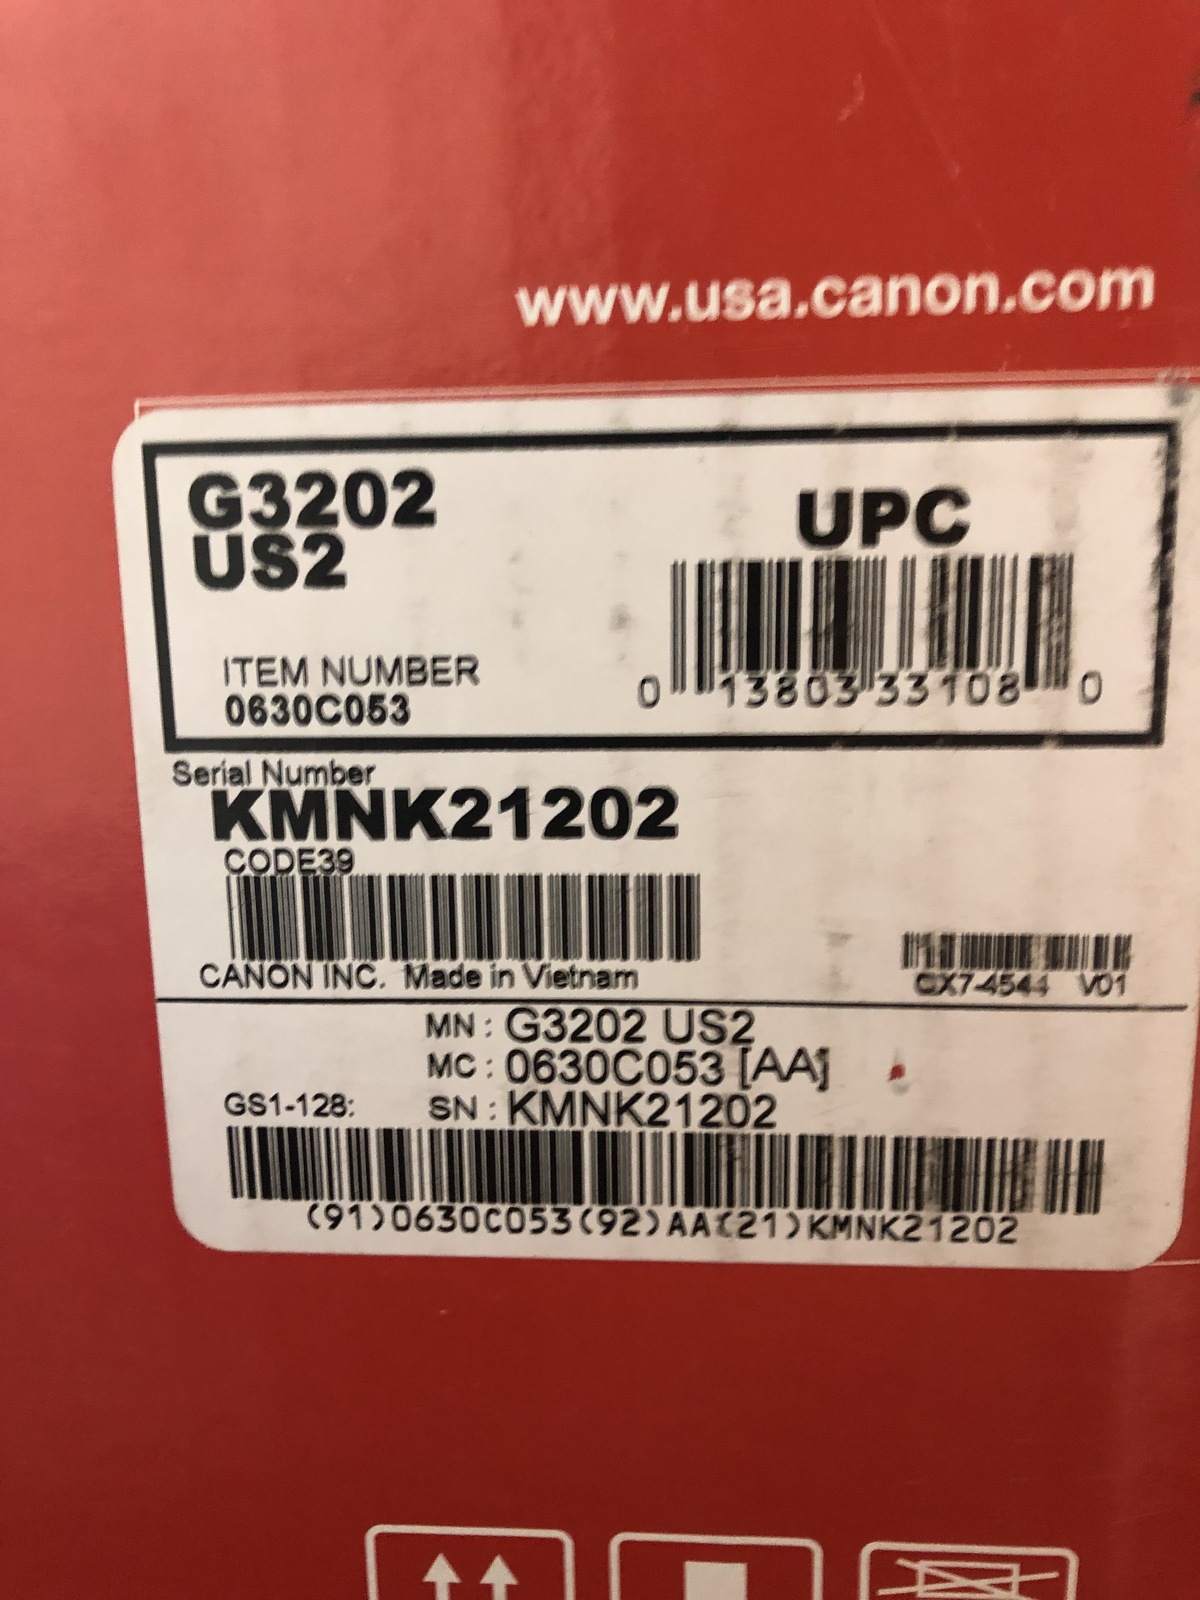 www.usa.canon.com
G3202
US2
UPC
ITEM NUMBER
0630C053
0 13803 33108 0
Serial Number
KMNK21202
CODE39
CANON INC. Made in Vietnam
CX7-4544 V01
MN : G3202 US2
MC : 0630C053 [AA]
GS1-128: SN : KMNK21202
(91)0630C053(92)AA(21)KMNK21202